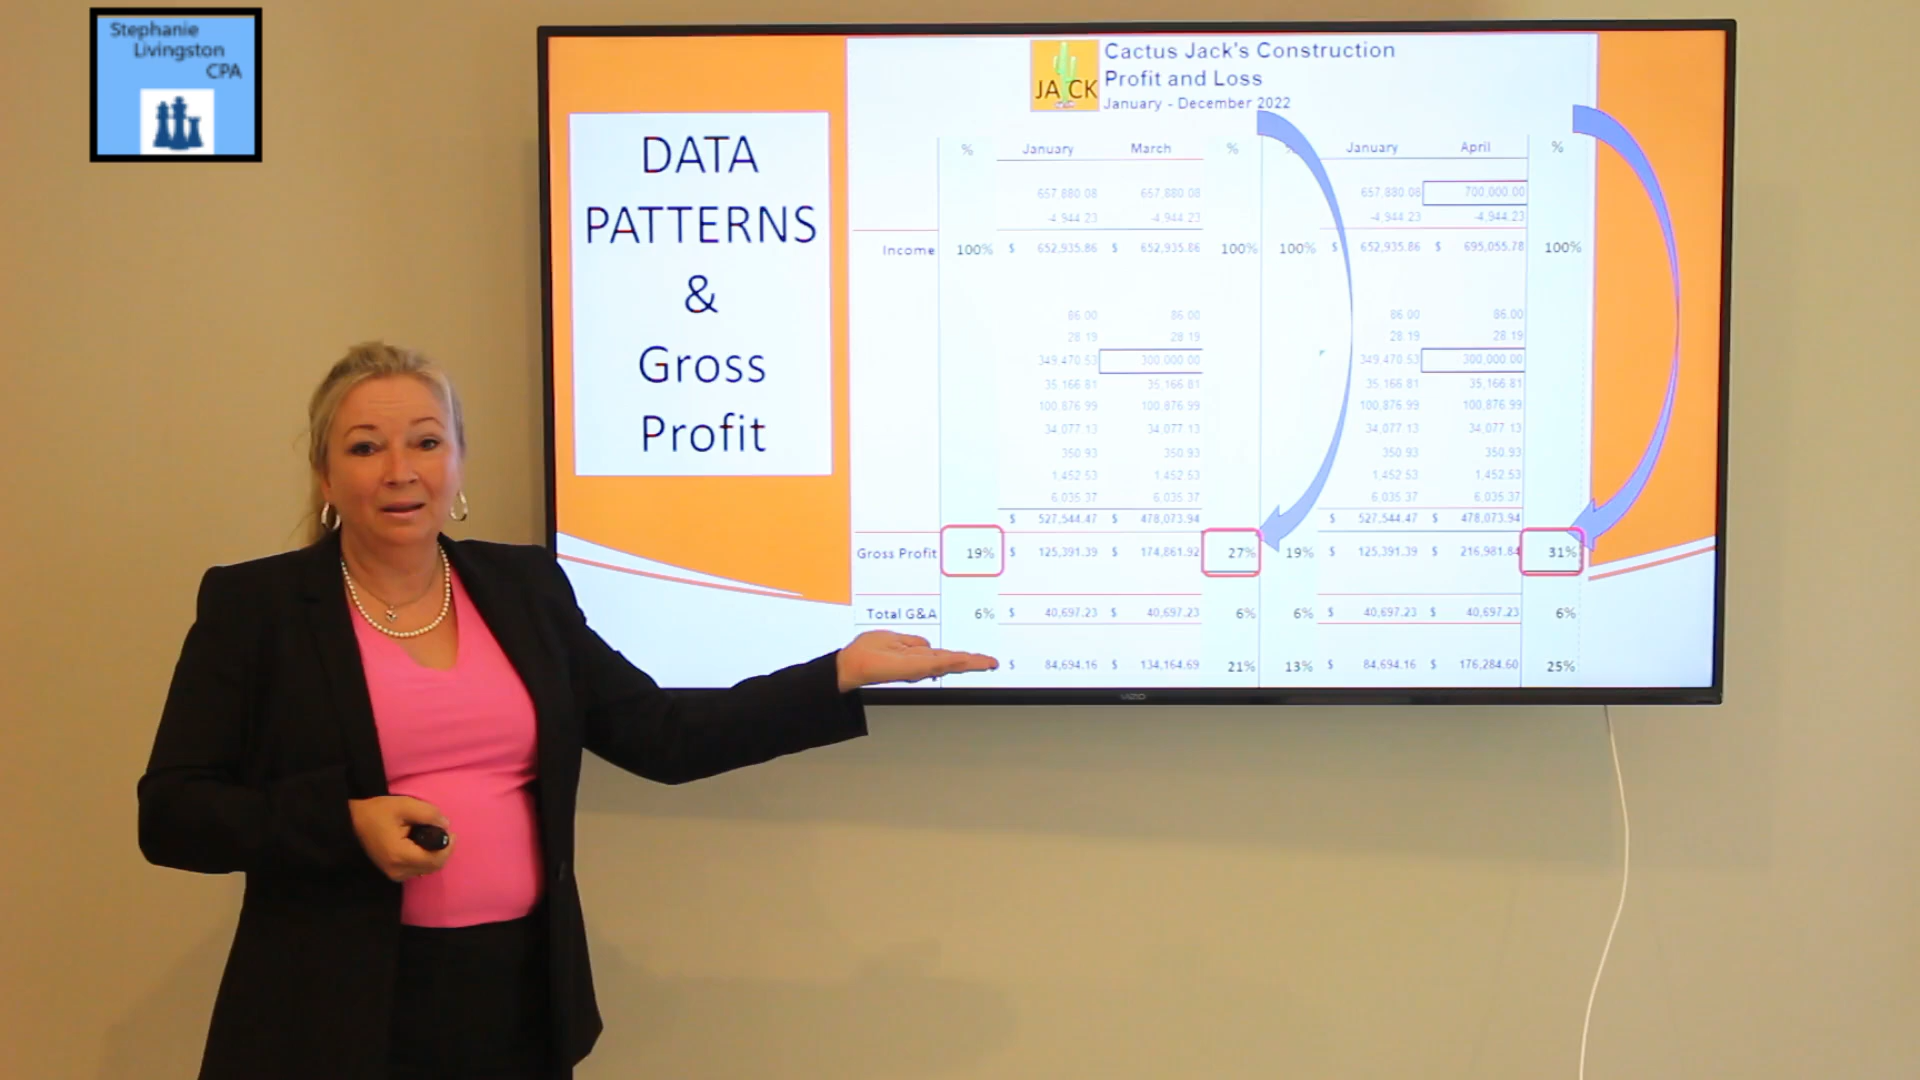 Stephanie
Livingston
CPA
DATA
PATTERNS
&
Gross
Profit
JACK
Cactus Jack's Construction
Profit and Loss
January - December 2022
% January March % % January April %
657,880.08 657,880.08 657,880.08 700,000.00
-4,944.23 -4,944.23 -4,944.23 -4,944.23
Income 100% $ 652,935.86 $ 652,935.86 100% 100% $ 652,935.86 $ 695,055.78 100%
86.00 86.00 86.00 86.00
28.19 28.19 28.19 28.19
349,470.53 300,000.00 349,470.53 300,000.00
35,166.81 35,166.81 35,166.81 35,166.81
100,876.99 100,876.99 100,876.99 100,876.99
34,077.13 34,077.13 34,077.13 34,077.13
350.93 350.93 350.93 350.93
1,452.53 1,452.53 1,452.53 1,452.53
6,035.37 6,035.37 6,035.37 6,035.37
$ 527,544.47 $ 478,073.94 $ 527,544.47 $ 478,073.94
Gross Profit 19% $ 125,391.39 $ 174,861.92 27% 19% $ 125,391.39 $ 216,981.84 31%
Total G&A 6% $ 40,697.23 $ 40,697.23 6% 6% $ 40,697.23 $ 40,697.23 6%
$ 84,694.16 $ 134,164.69 21% 13% $ 84,694.16 $ 176,284.60 25%
VIZIO